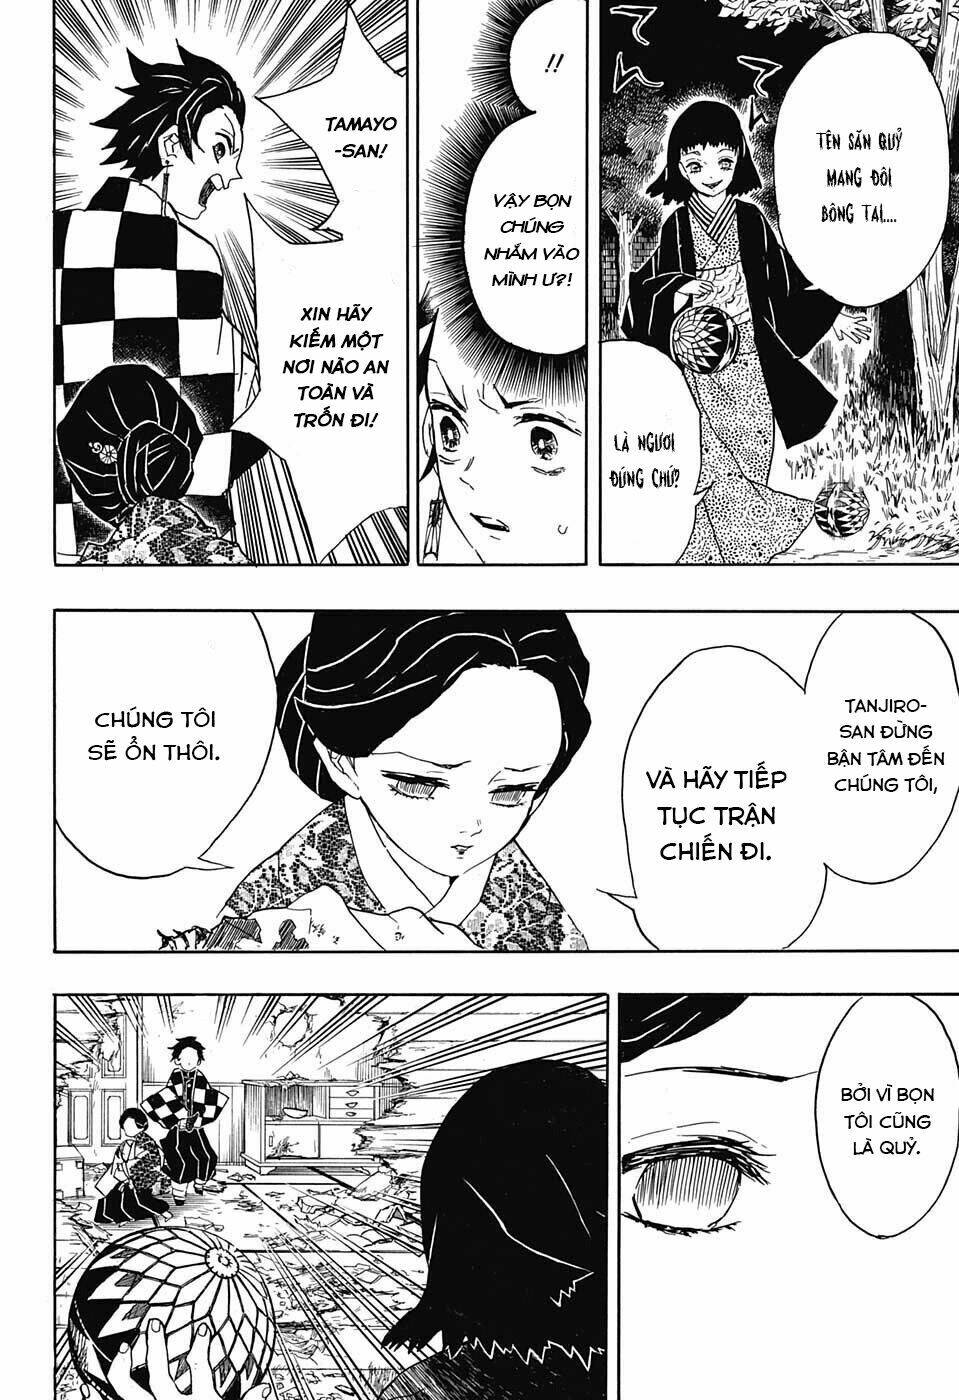 TÊN SĂN QUỶ
MANG ĐÔI
BÔNG TAI....
LÀ NGƯƠI
ĐÚNG CHỨ?
!!
VẬY BỌN
CHÚNG
NHẮM VÀO
MÌNH Ư?!
TAMAYO
-SAN!
XIN HÃY
KIẾM MỘT
NƠI NÀO AN
TOÀN VÀ
TRỐN ĐI!
TANJIRO-
SAN ĐỪNG
BẬN TÂM ĐẾN
CHÚNG TÔI,
VÀ HÃY TIẾP
TỤC TRẬN
CHIẾN ĐI.
CHÚNG TÔI
SẼ ỔN THÔI.
BỞI VÌ BỌN
TÔI CŨNG
LÀ QUỶ.